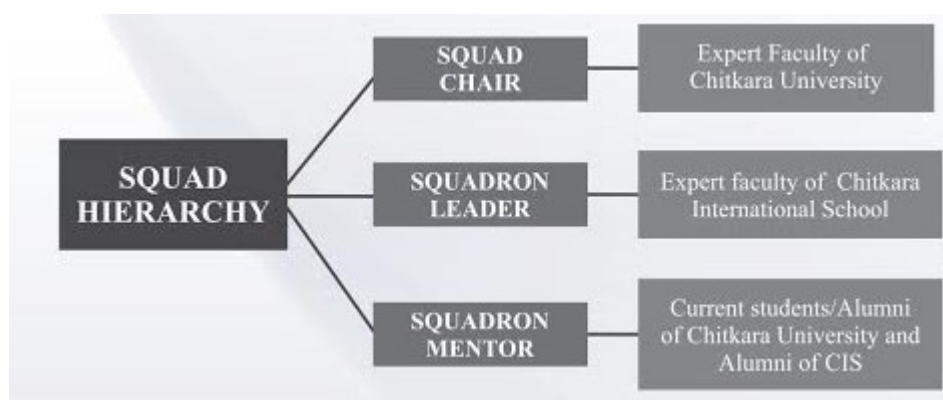 SQUAD
HIERARCHY
SQUAD
CHAIR
Expert Faculty of
Chitkara University
SQUADRON
LEADER
Expert faculty of Chitkara
International School
SQUADRON
MENTOR
Current students/Alumni
of Chitkara University and
Alumni of CIS